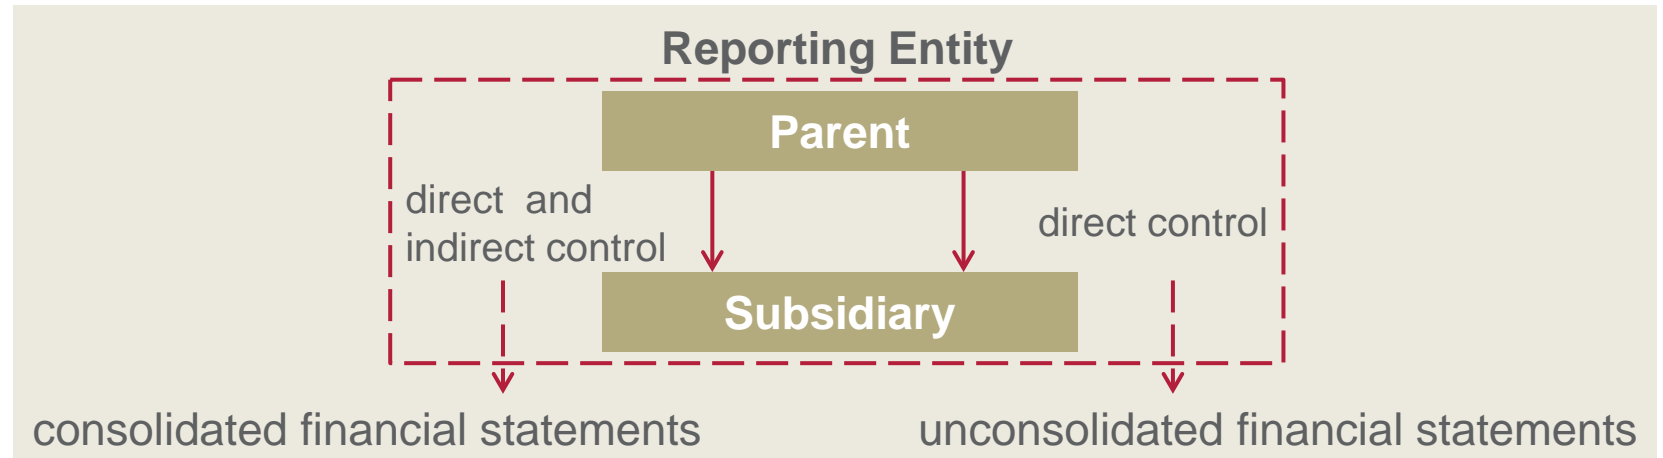 Reporting Entity
Parent
direct and
indirect control
direct control
Subsidiary
consolidated financial statements
unconsolidated financial statements